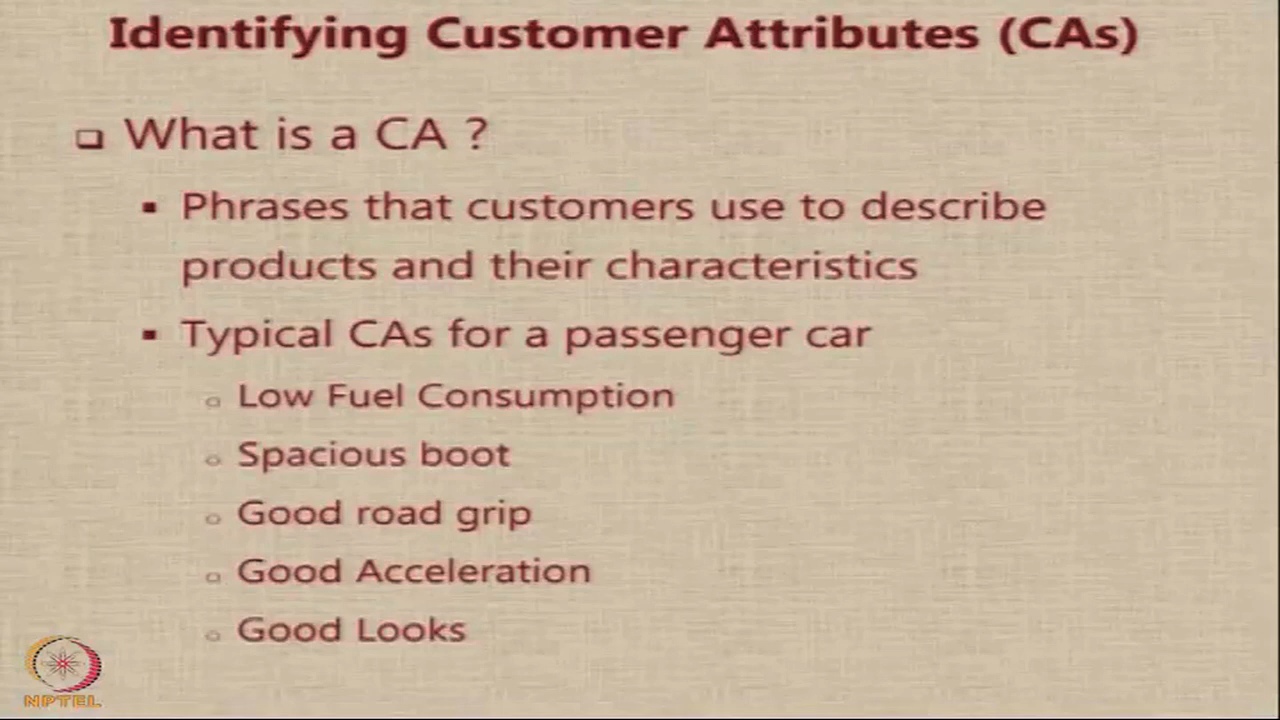 Identifying Customer Attributes (CAs)
What is a CA ?
Phrases that customers use to describe
products and their characteristics
Typical CAs for a passenger car
Low Fuel Consumption
Spacious boot
Good road grip
Good Acceleration
Good Looks
NPTEL